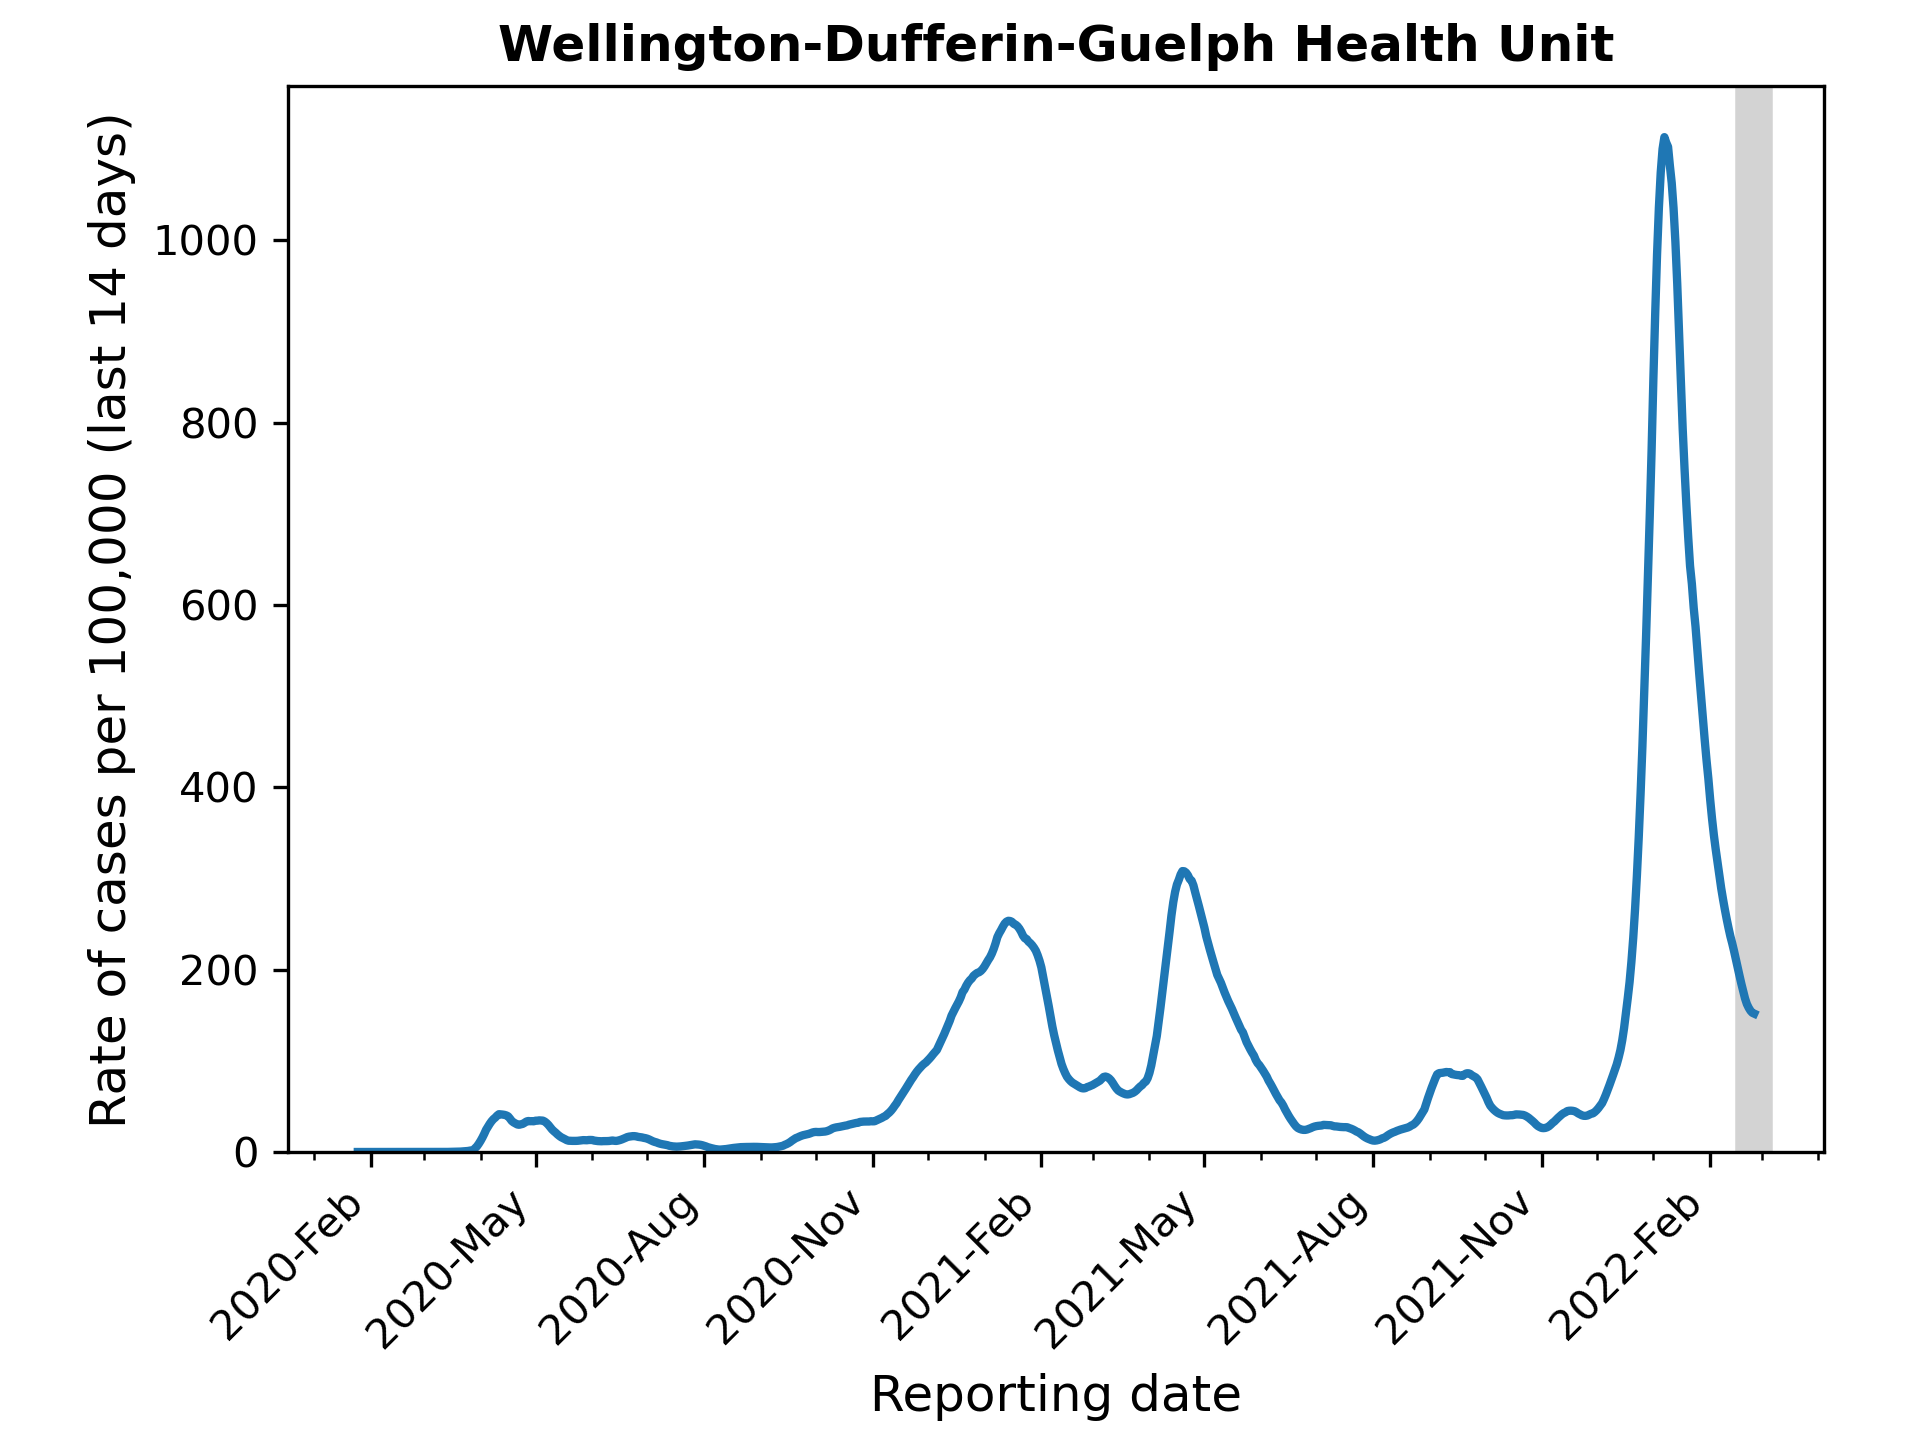 Wellington-Dufferin-Guelph Health Unit
Rate of cases per 100,000 (last 14 days)
1000
800
600
400
200
0
2020-Feb
2020-May
2020-Aug
2020-Nov
2021-Feb
2021-May
2021-Aug
2021-Nov
2022-Feb
Reporting date